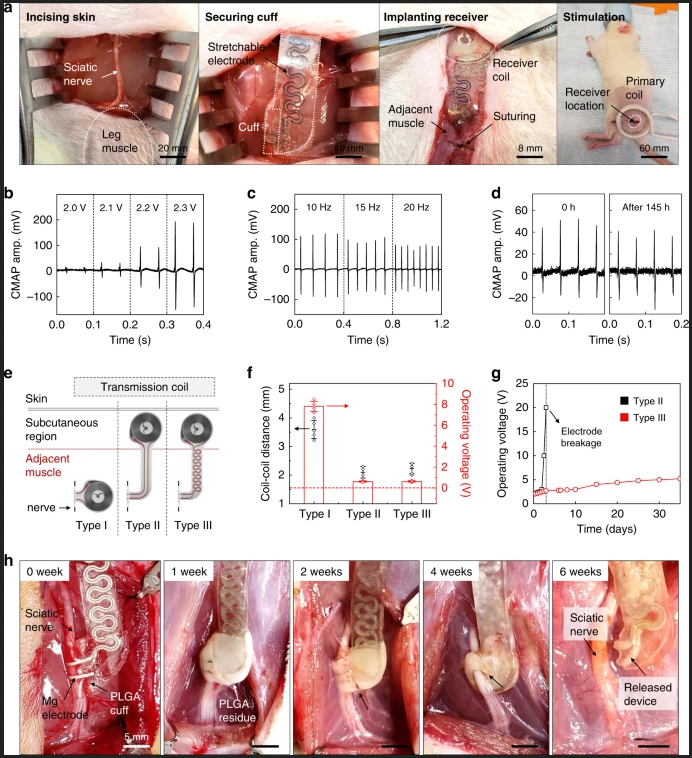 a
Incising skin
Sciatic
nerve
Leg
muscle
20 mm
Securing cuff
Stretchable
electrode
Cuff
Implanting receiver
Receiver
coil
Adjacent
muscle
Suturing
8 mm
Stimulation
Receiver
location
Primary
coil
60 mm
b
CMAP amp. (mV)
200
100
0
−100
2.0 V 2.1 V 2.2 V 2.3 V
0.0 0.1 0.2 0.3 0.4
Time (s)
c
CMAP amp. (mV)
200
100
0
−100
10 Hz 15 Hz 20 Hz
0.0 0.4 0.8 1.2
Time (s)
d
CMAP amp. (mV)
60
40
20
0
−20
0 h After 145 h
0.0 0.1 0.0 0.1 0.2
Time (s)
e
Transmission coil
Skin
Subcutaneous
region
Adjacent
muscle
nerve
Type I Type II Type III
f
Coil-coil distance (mm)
5
4
3
2
1
Type I Type II Type III
10
8
6
4
2
0
Operating voltage (V)
g
Operating voltage (V)
25
20
15
10
5
0
Type II
Type III
Electrode
breakage
0 10 20 30
Time (days)
h
0 week
Sciatic
nerve
Mg
electrode
PLGA
cuff
5 mm
1 week
PLGA
residue
2 weeks
4 weeks
6 weeks
Sciatic
nerve
Released
device